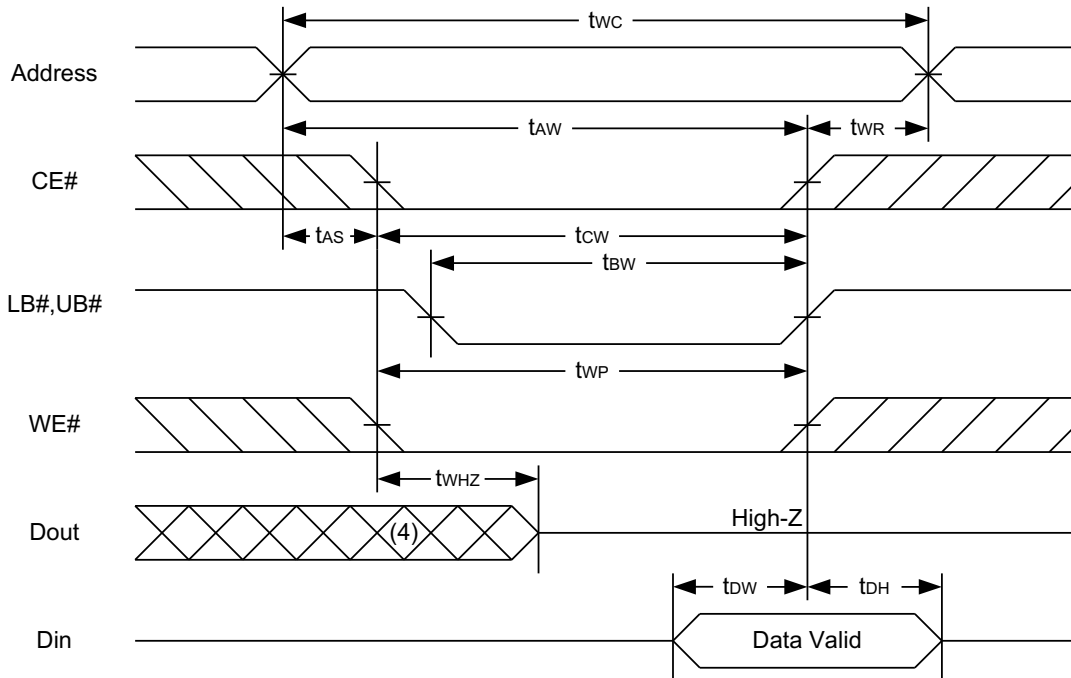 tWC
Address
tAW
tWR
CE#
tAS
tCW
tBW
LB#,UB#
tWP
WE#
tWHZ
Dout
(4)
High-Z
tDW
tDH
Din
Data Valid